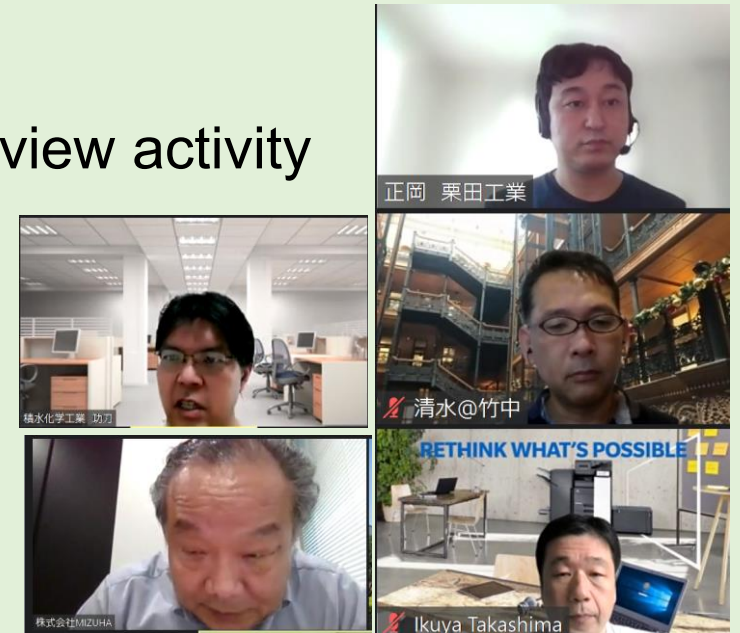 view activity
正岡 栗田工業
積水化学工業 功刀
清水@竹中
株式会社MIZUHA
RETHINK WHAT'S POSSIBLE
Ikuya Takashima